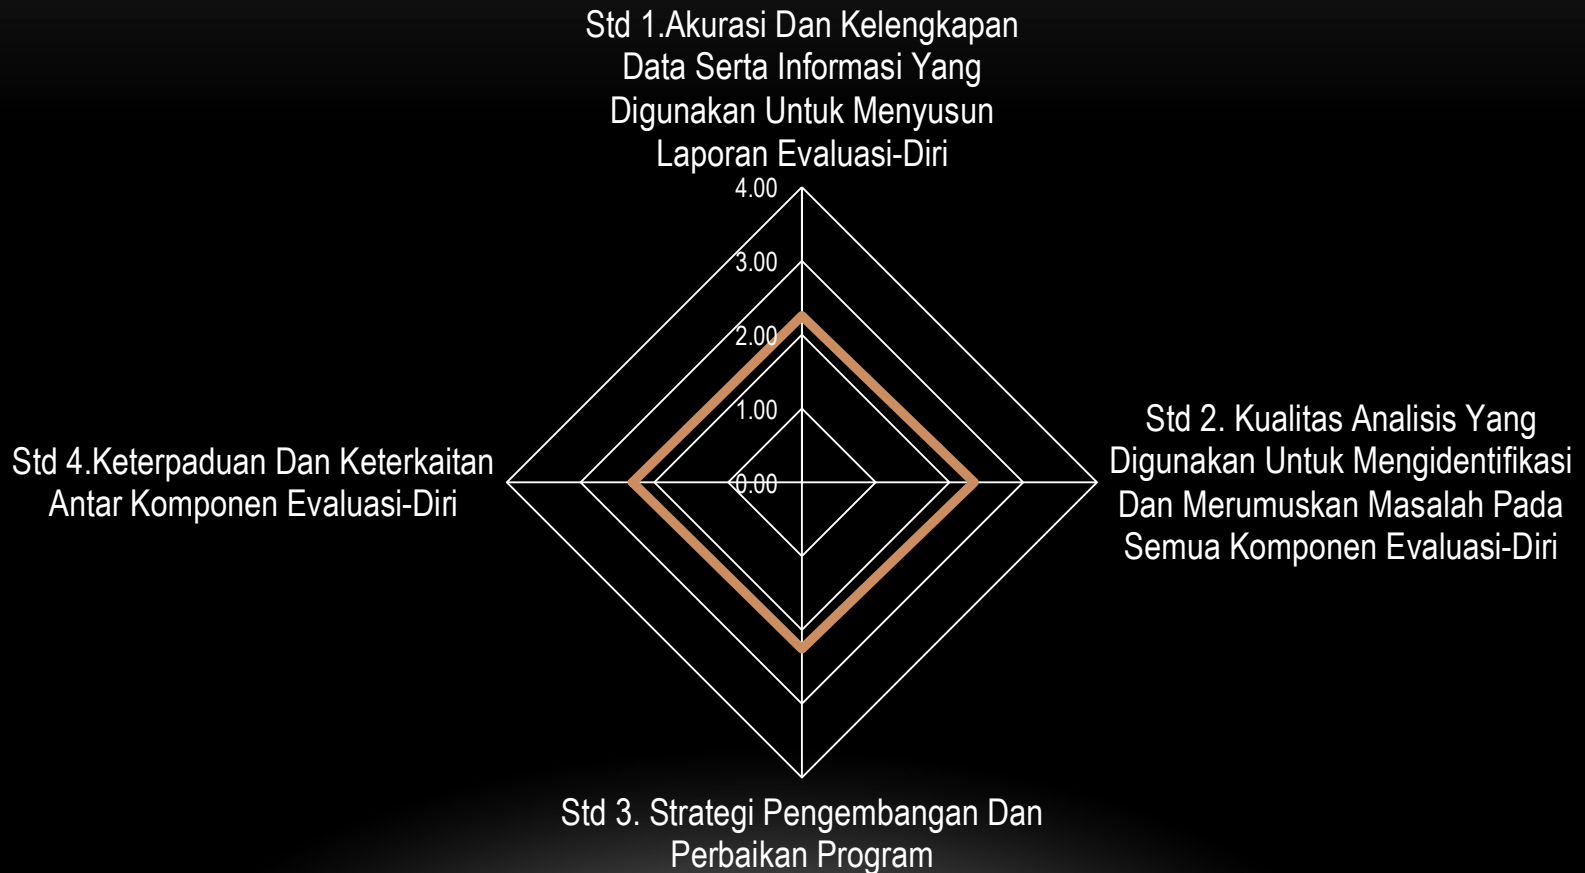 Std 1.Akurasi Dan Kelengkapan
Data Serta Informasi Yang
Digunakan Untuk Menyusun
Laporan Evaluasi-Diri
4.00
3.00
2.00
1.00
0.00
Std 2. Kualitas Analisis Yang
Digunakan Untuk Mengidentifikasi
Dan Merumuskan Masalah Pada
Semua Komponen Evaluasi-Diri
Std 4.Keterpaduan Dan Keterkaitan
Antar Komponen Evaluasi-Diri
Std 3. Strategi Pengembangan Dan
Perbaikan Program